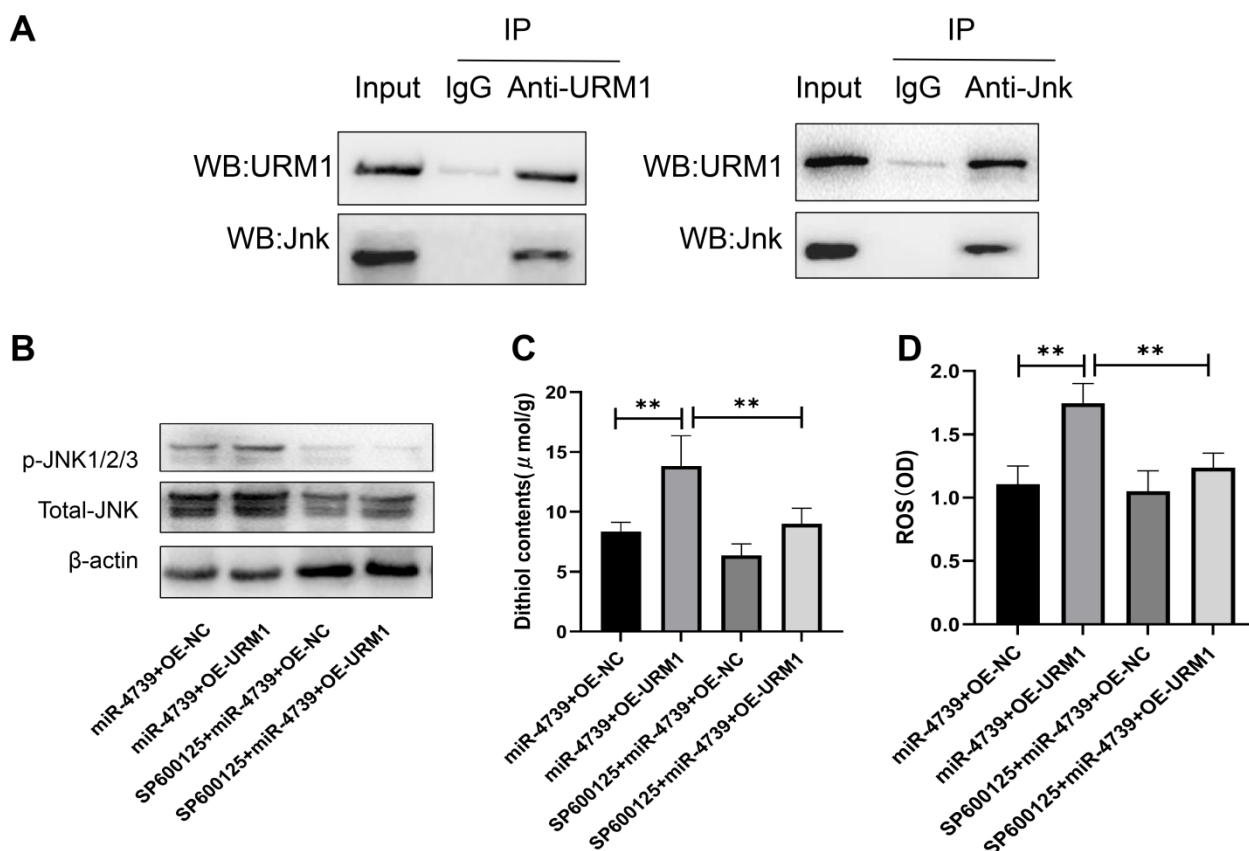 A
IP
Input IgG Anti-URM1
WB:URM1
WB:Jnk
IP
Input IgG Anti-Jnk
WB:URM1
WB:Jnk
B
p-JNK1/2/3
Total-JNK
β-actin
miR-4739+OE-NC
miR-4739+OE-URM1
SP600125+miR-4739+OE-NC
SP600125+miR-4739+OE-URM1
C
Dithiol contents(μmol/g)
20
15
10
5
0
**
**
miR-4739+OE-NC
miR-4739+OE-URM1
SP600125+miR-4739+OE-NC
SP600125+miR-4739+OE-URM1
D
ROS(OD)
2.0
1.5
1.0
0.5
0.0
**
**
miR-4739+OE-NC
miR-4739+OE-URM1
SP600125+miR-4739+OE-NC
SP600125+miR-4739+OE-URM1